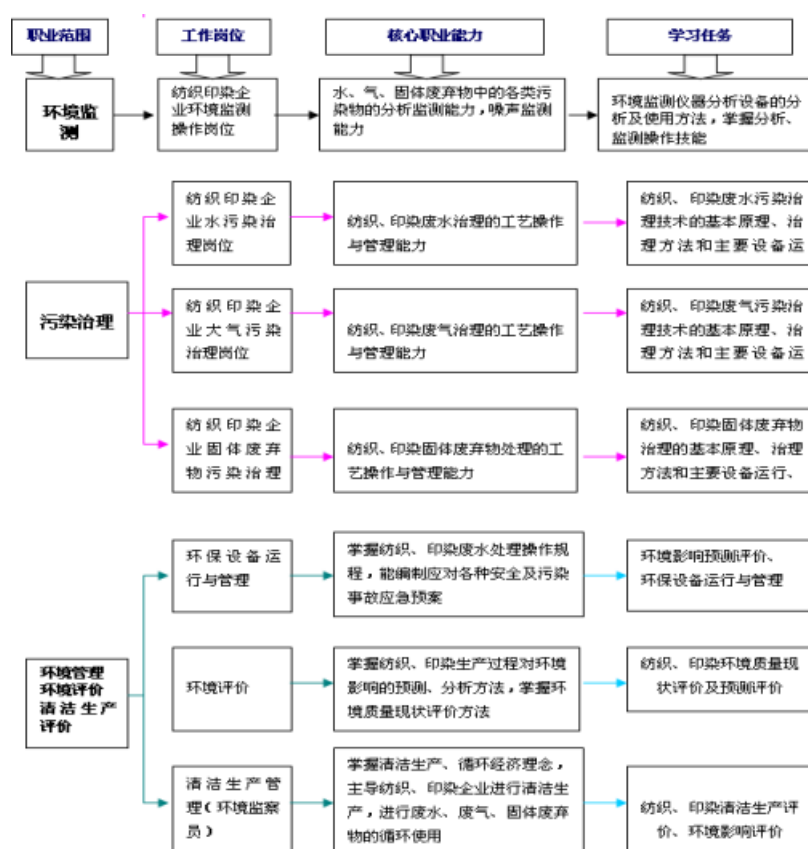 职业范围
工作岗位
核心职业能力
学习任务
环境监
测
纺织印染企
业环境监测
操作岗位
水、气、固体废弃物中的各类污
染物的分析监测能力，噪声监测
能力
环境监测仪器分析设备的分
析及使用方法，掌握分析、
监测操作技能
污染治理
纺织印染企
业水污染治
理岗位
纺织、印染废水治理的工艺操作
与管理能力
纺织、印染废水污染治
理技术的基本原理、治
理方法和主要设备运
纺织印染企
业大气污染
治理岗位
纺织、印染废气治理的工艺操作
与管理能力
纺织、印染废气污染治
理技术的基本原理、治
理方法和主要设备运
纺织印染企
业固体废弃
物污染治理
纺织、印染固体废弃物处理的工
艺操作与管理能力
纺织、印染固体废弃物
治理的基本原理、治理
方法和主要设备运行、
环境管理
环境评价
清洁生产
评价
环保设备运
行与管理
掌握纺织、印染废水处理操作规
程，能编制应对各种安全及污染
事故应急预案
环境影响预测评价、
环保设备运行与管理
环境评价
掌握纺织、印染生产过程对环境
影响的预测、分析方法，掌握环
境质量现状评价方法
纺织、印染环境质量现
状评价及预测评价
清洁生产管
理（环境监察
员）
掌握清洁生产、循环经济理念，
主导纺织、印染企业进行清洁生
产，进行废水、废气、固体废弃
物的循环使用
纺织、印染清洁生产评
价、环境影响评价